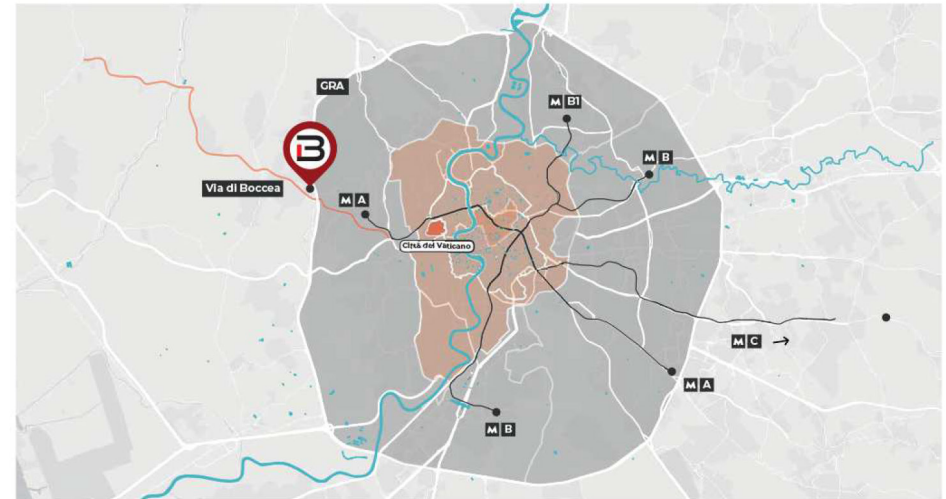 GRA
M B1
B
M B
Via di Boccea
M A
Città del Vaticano
M C →
M A
M B